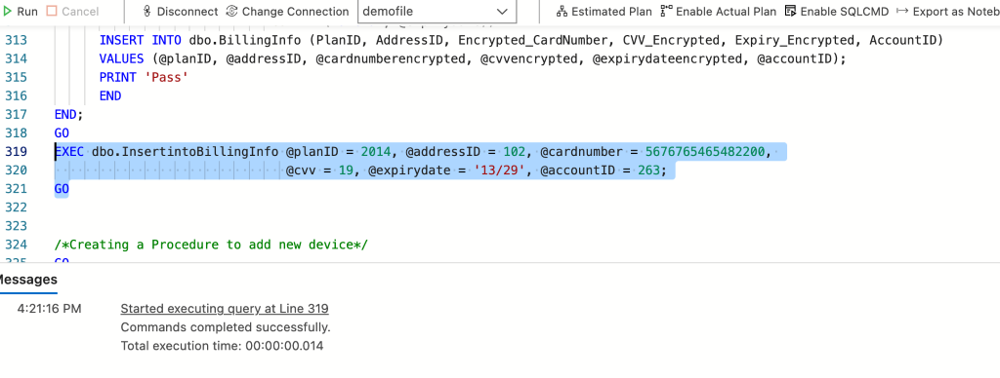 Run Cancel Disconnect Change Connection demofile Estimated Plan Enable Actual Plan Enable SQLCMD Export as Noteb
313 INSERT INTO dbo.BillingInfo (PlanID, AddressID, Encrypted_CardNumber, CVV_Encrypted, Expiry_Encrypted, AccountID)
314 VALUES (@planID, @addressID, @cardnumberencrypted, @cvvencrypted, @expirydateencrypted, @accountID);
315 PRINT 'Pass'
316 END
317 END;
318 GO
319 EXEC dbo.InsertintoBillingInfo @planID = 2014, @addressID = 102, @cardnumber = 5676765465482200,
320 @cvv = 19, @expirydate = '13/29', @accountID = 263;
321 GO
322
323
324 /*Creating a Procedure to add new device*/
325 GO
Messages
4:21:16 PM Started executing query at Line 319
Commands completed successfully.
Total execution time: 00:00:00.014